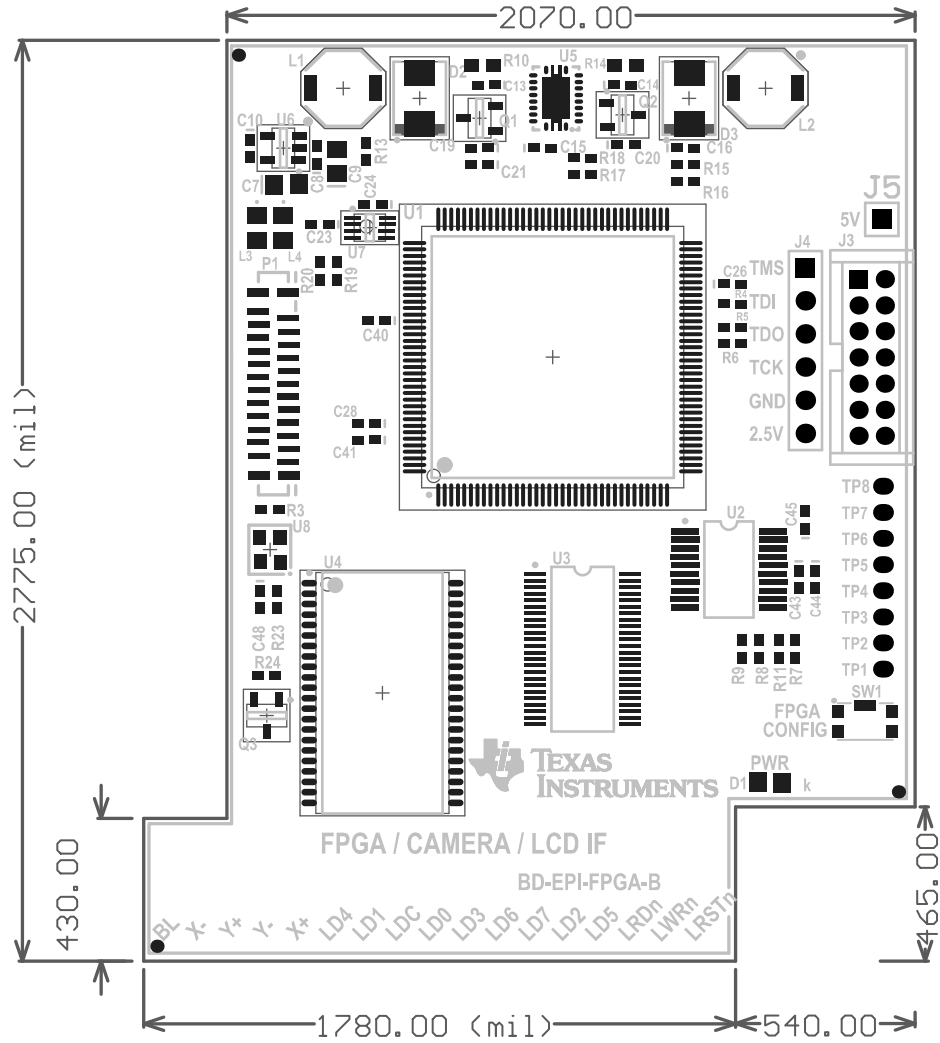 2070.00
L1
D2
R10
U5
R14
C13
C14
Q1
Q2
D3
L2
C10
U6
C19
C15
C20
C16
R13
C21
R18
R17
R15
R16
C7
C8
C9
C24
J5
5V
U1
C23
U7
L3
L4
P1
R20
R19
J4
J3
TMS
C26
R4
TDI
R5
TDO
C40
R6
TCK
GND
C28
2.5V
C41
2775.00 (mil)
TP8
R3
U8
U2
C45
TP7
TP6
U4
U3
TP5
TP4
C43
C44
C48
R23
TP3
TP2
R24
R9
R8
R11
R7
TP1
SW1
FPGA
CONFIG
Q3
TEXAS
INSTRUMENTS
PWR
D1
k
430.00
465.00
FPGA / CAMERA / LCD IF
BD-EPI-FPGA-B
BL X- Y+ Y- X+ LD4 LD1 LDC LD0 LD3 LD6 LD7 LD2 LD5 LRDn LWRn LRSTn
1780.00 (mil)
540.00